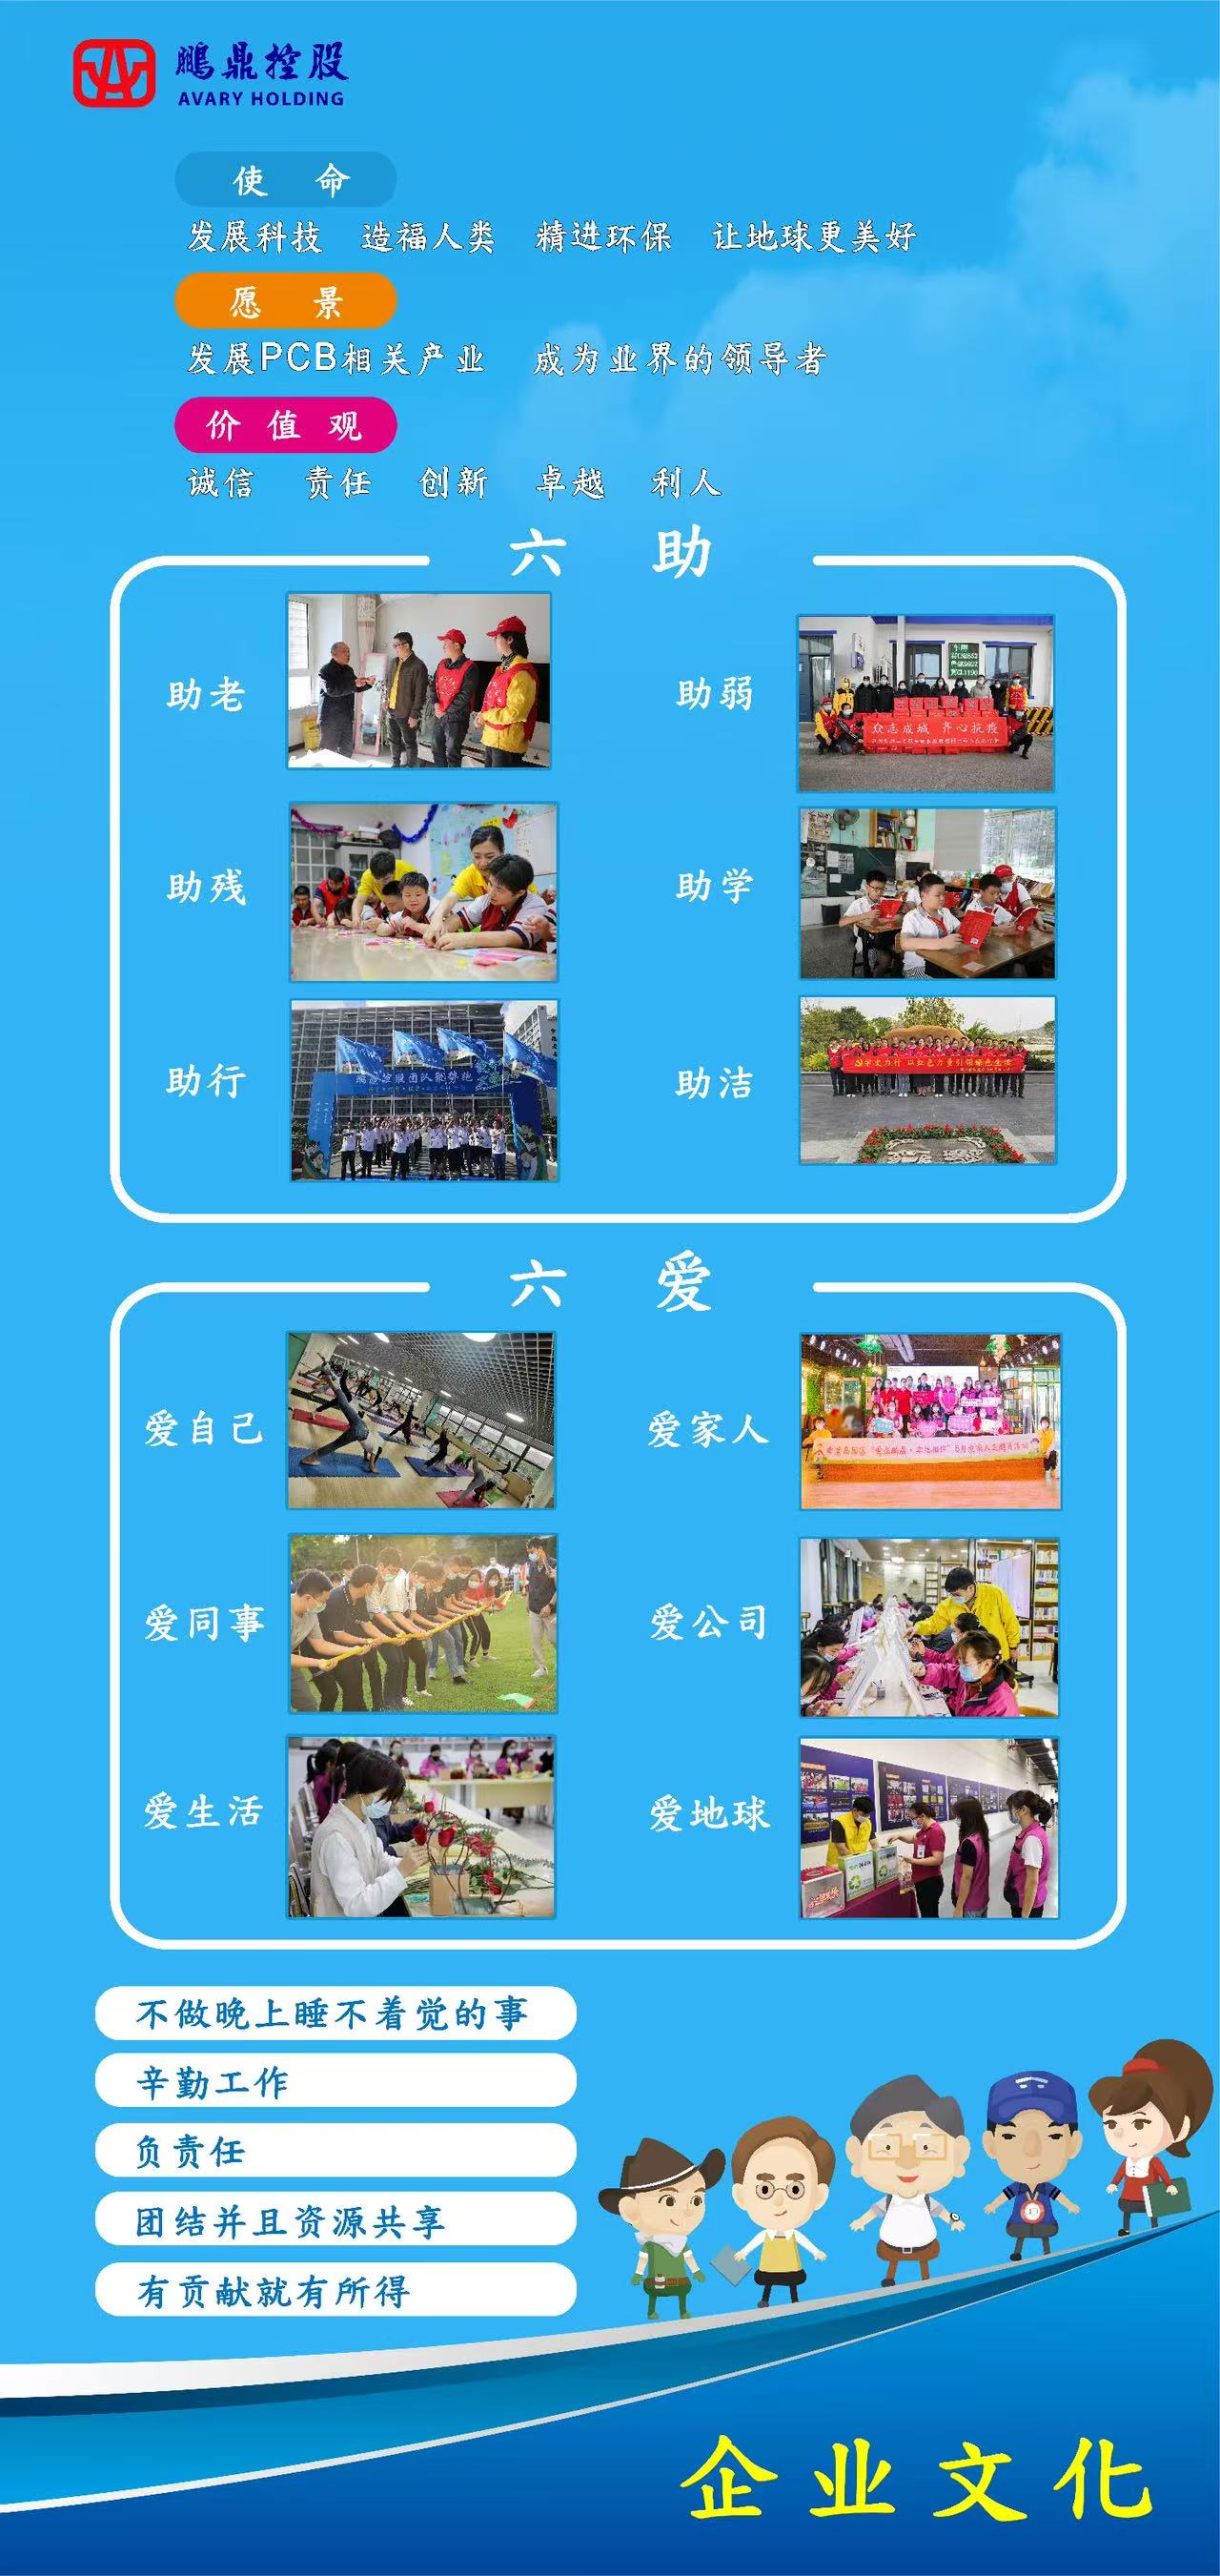 鵬鼎控股
AVARY HOLDING
使 命
发展科技 造福人类 精进环保 让地球更美好
愿 景
发展PCB相关产业 成为业界的领导者
价 值 观
诚信 责任 创新 卓越 利人
六 助
助老
助弱
众志成城 齐心抗疫
助残
助学
助行
助洁
六 爱
爱自己
爱家人
爱同事
爱公司
爱生活
爱地球
不做晚上睡不着觉的事
辛勤工作
负责任
团结并且资源共享
有贡献就有所得
企业文化